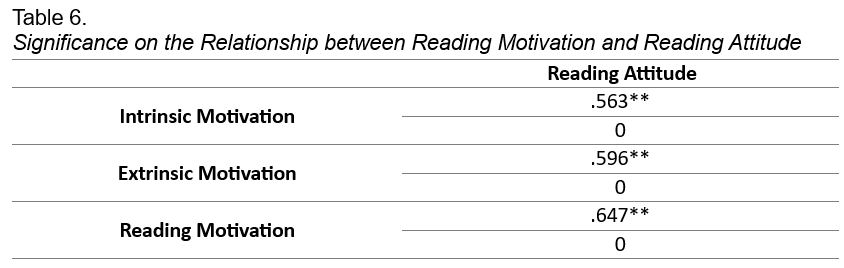 Table 6.
Significance on the Relationship between Reading Motivation and Reading Attitude
Reading Attitude
Intrinsic Motivation
.563**
0
Extrinsic Motivation
.596**
0
Reading Motivation
.647**
0